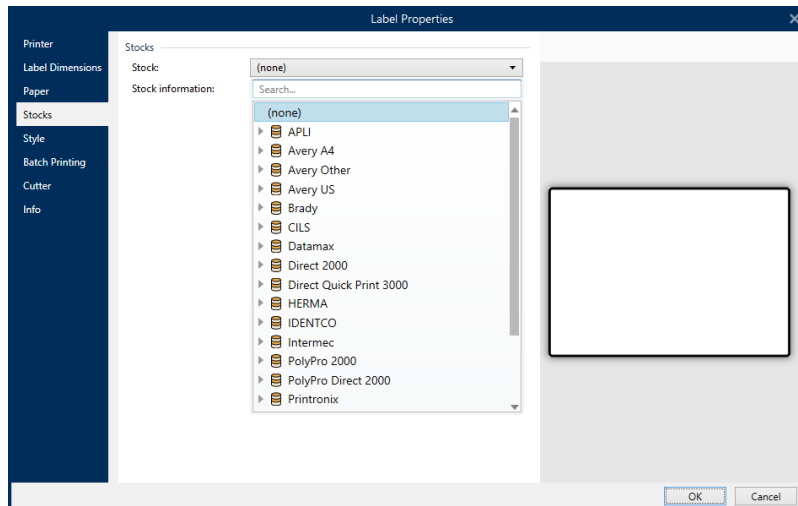 Label Properties
Printer
Label Dimensions
Paper
Stocks
Style
Batch Printing
Cutter
Info
Stocks
Stock:
(none)
Stock information:
Search...
(none)
APLI
Avery A4
Avery Other
Avery US
Brady
CILS
Datamax
Direct 2000
Direct Quick Print 3000
HERMA
IDENTCO
Intermec
PolyPro 2000
PolyPro Direct 2000
Printronix
OK
Cancel